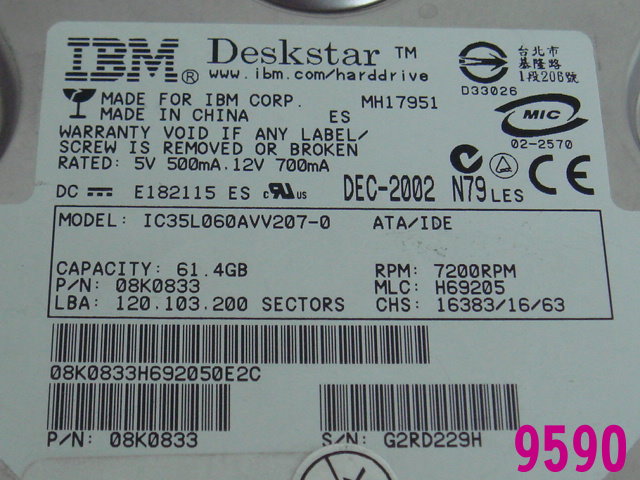 IBM® Deskstar TM
www.ibm.com/harddrive
台北市
基隆路
1段206號
D33026
MADE FOR IBM CORP. MH17951
MADE IN CHINA ES
WARRANTY VOID IF ANY LABEL/
SCREW IS REMOVED OR BROKEN
RATED: 5V 500mA.12V 700mA
MIC
02-2570
DC E182115 ES c RU us DEC-2002 N79 LES CE
MODEL: IC35L060AVV207-0 ATA/IDE
CAPACITY: 61.4GB RPM: 7200RPM
P/N: 08K0833 MLC: H69205
LBA: 120.103.200 SECTORS CHS: 16383/16/63
08K0833H692050E2C
P/N: 08K0833 S/N: G2RD229H
9590